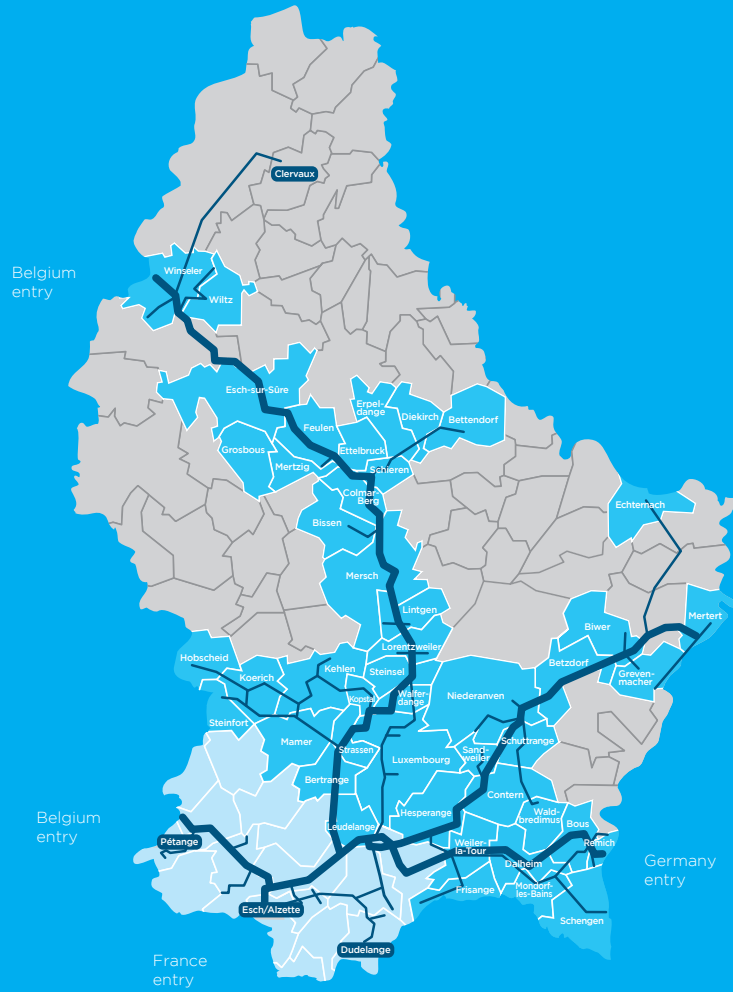 Clervaux
Belgium
entry
Winseler
Wiltz
Esch-sur-Sûre
Erpel-
dange
Diekirch
Bettendorf
Feulen
Grosbous
Ettelbruck
Mertzig
Schieren
Colmar-
Berg
Bissen
Echternach
Mersch
Lintgen
Mertert
Biwer
Lorentzweiler
Hobscheid
Kehlen
Steinsel
Betzdorf
Greven-
macher
Koerich
Kopstal
Walfer-
dange
Niederanven
Steinfort
Mamer
Strassen
Schuttrange
Luxembourg
Sand-
weiler
Bertrange
Contern
Belgium
entry
Hesperange
Wald-
bredimus
Leudelange
Bous
Pétange
Weiler-
la-Tour
Remich
Dalheim
Germany
entry
Frisange
Mondorf-
les-Bains
Esch/Alzette
Schengen
Dudelange
France
entry